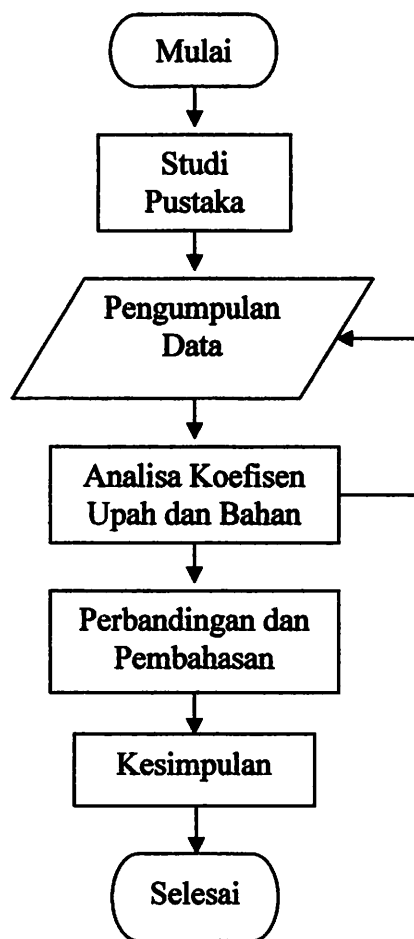 Mulai
Studi
Pustaka
Pengumpulan
Data
Analisa Koefisen
Upah dan Bahan
Perbandingan dan
Pembahasan
Kesimpulan
Selesai